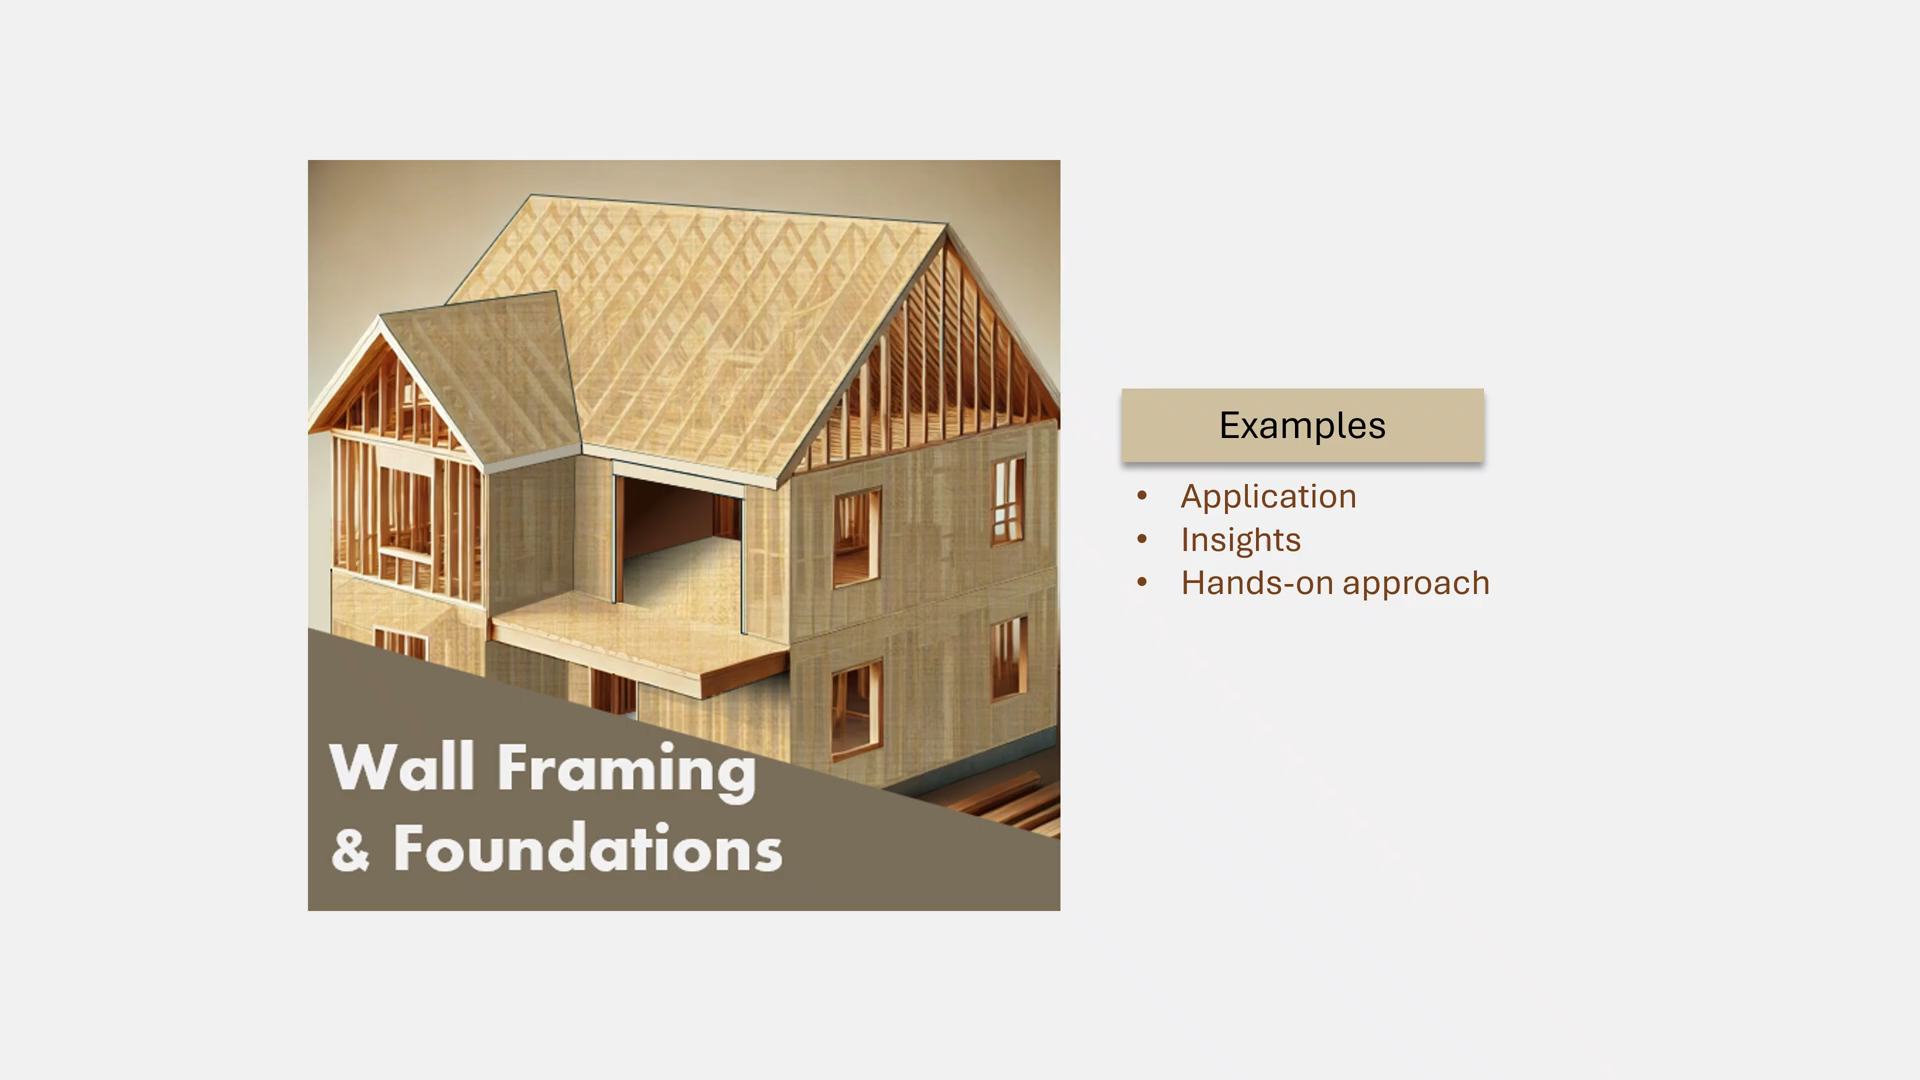 Wall Framing
& Foundations
Examples
• Application
• Insights
• Hands-on approach